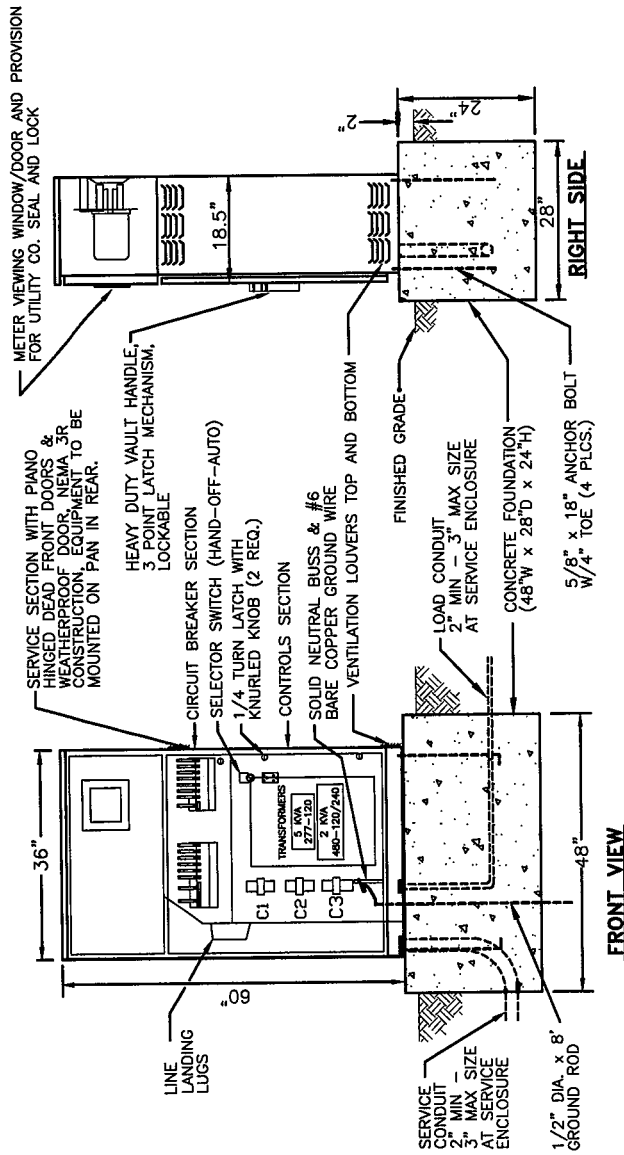 METER VIEWING WINDOW/DOOR AND PROVISION
FOR UTILITY CO. SEAL AND LOCK
SERVICE SECTION WITH PIANO
HINGED DEAD FRONT DOORS &
WEATHERPROOF DOOR, NEMA 3R
CONSTRUCTION, EQUIPMENT TO BE
MOUNTED ON PAN IN REAR.
HEAVY DUTY VAULT HANDLE,
3 POINT LATCH MECHANISM,
LOCKABLE
CIRCUIT BREAKER SECTION
SELECTOR SWITCH (HAND-OFF-AUTO)
1/4 TURN LATCH WITH
KNURLED KNOB (2 REQ.)
CONTROLS SECTION
SOLID NEUTRAL BUSS & #6
BARE COPPER GROUND WIRE
VENTILATION LOUVERS TOP AND BOTTOM
FINISHED GRADE
LOAD CONDUIT
2" MIN - 3" MAX SIZE
AT SERVICE ENCLOSURE
CONCRETE FOUNDATION
(48"W x 28"D x 24"H)
5/8" x 18" ANCHOR BOLT
W/4" TOE (4 PLCS.)
36"
60"
LINE
LANDING
LUGS
TRANSFORMERS
5 KVA
277-120
2 KVA
480-120/240
C1
C2
C3
SERVICE
CONDUIT
2" MIN -
3" MAX SIZE
AT SERVICE
ENCLOSURE
1/2" DIA. x 8'
GROUND ROD
48"
FRONT VIEW
18.5"
2"
24"
28"
RIGHT SIDE